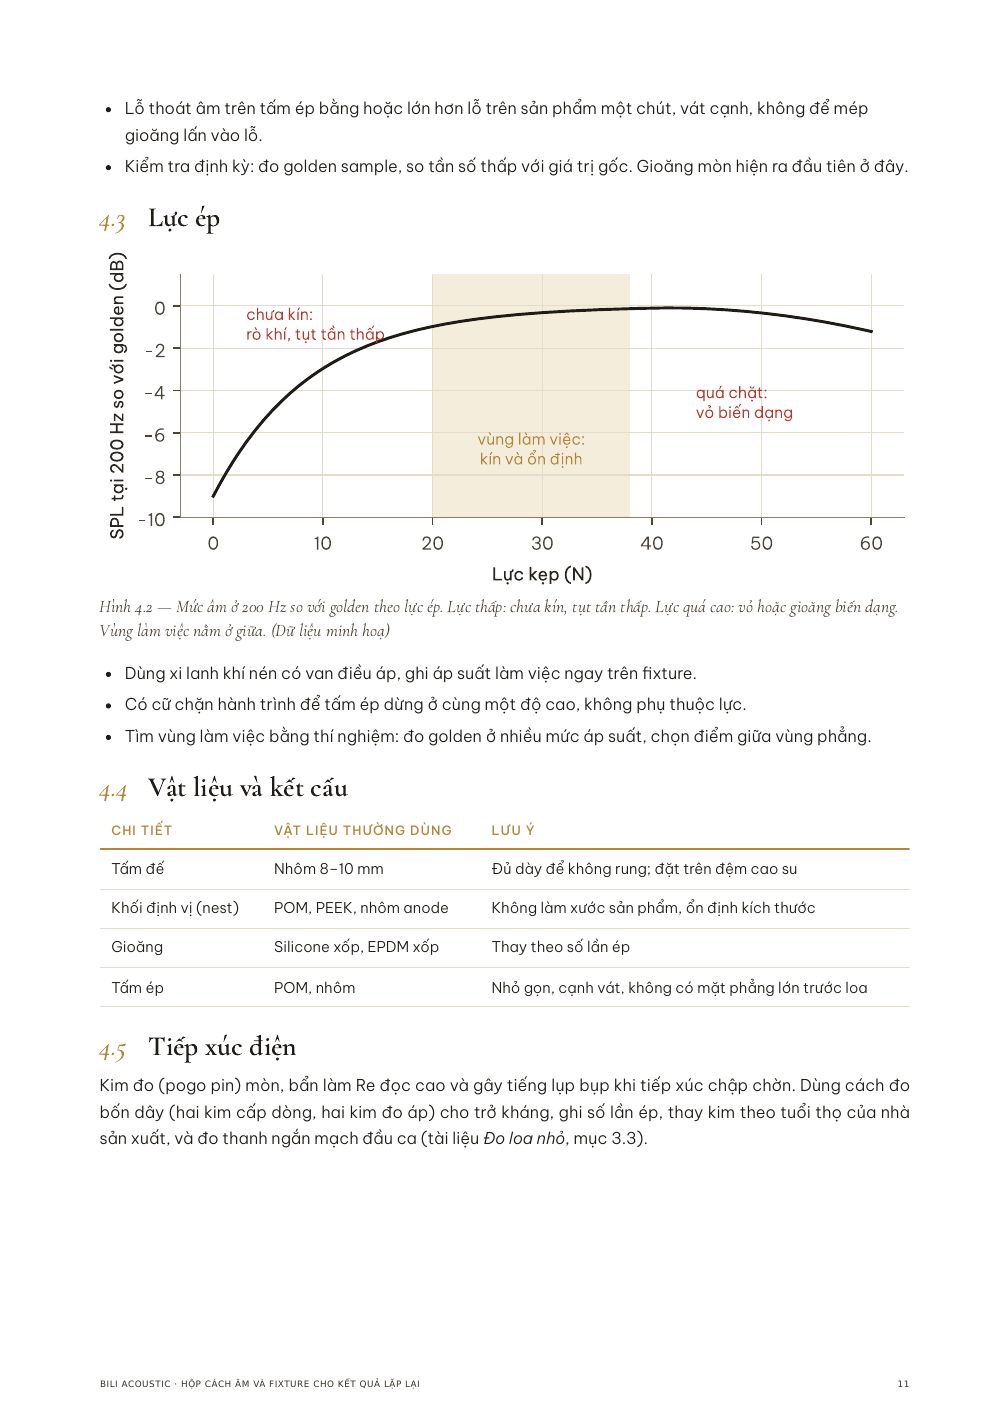 • Lỗ thoát âm trên tấm ép bằng hoặc lớn hơn lỗ trên sản phẩm một chút, vát cạnh, không để mép
gioăng lấn vào lỗ.
• Kiểm tra định kỳ: đo golden sample, so tần số thấp với giá trị gốc. Gioăng mòn hiện ra đầu tiên ở đây.
4.3 Lực ép
SPL tại 200 Hz so với golden (dB)
0
-2
-4
-6
-8
-10
chưa kín:
rò khí, tụt tần thấp
quá chặt:
vỏ biến dạng
vùng làm việc:
kín và ổn định
0 10 20 30 40 50 60
Lực kẹp (N)
Hình 4.2 — Mức âm ở 200 Hz so với golden theo lực ép. Lực thấp: chưa kín, tụt tần thấp. Lực quá cao: vỏ hoặc gioăng biến dạng.
Vùng làm việc nằm ở giữa. (Dữ liệu minh hoạ)
• Dùng xi lanh khí nén có van điều áp, ghi áp suất làm việc ngay trên fixture.
• Có cữ chặn hành trình để tấm ép dừng ở cùng một độ cao, không phụ thuộc lực.
• Tìm vùng làm việc bằng thí nghiệm: đo golden ở nhiều mức áp suất, chọn điểm giữa vùng phẳng.
4.4 Vật liệu và kết cấu
CHI TIẾT VẬT LIỆU THƯỜNG DÙNG LƯU Ý
Tấm đế Nhôm 8–10 mm Đủ dày để không rung; đặt trên đệm cao su
Khối định vị (nest) POM, PEEK, nhôm anode Không làm xước sản phẩm, ổn định kích thước
Gioăng Silicone xốp, EPDM xốp Thay theo số lần ép
Tấm ép POM, nhôm Nhỏ gọn, cạnh vát, không có mặt phẳng lớn trước loa
4.5 Tiếp xúc điện
Kim đo (pogo pin) mòn, bẩn làm Re đọc cao và gây tiếng lụp bụp khi tiếp xúc chập chờn. Dùng cách đo
bốn dây (hai kim cấp dòng, hai kim đo áp) cho trở kháng, ghi số lần ép, thay kim theo tuổi thọ của nhà
sản xuất, và đo thanh ngắn mạch đầu ca (tài liệu Đo loa nhỏ, mục 3.3).
BILI ACOUSTIC · HỘP CÁCH ÂM VÀ FIXTURE CHO KẾT QUẢ LẶP LẠI 11